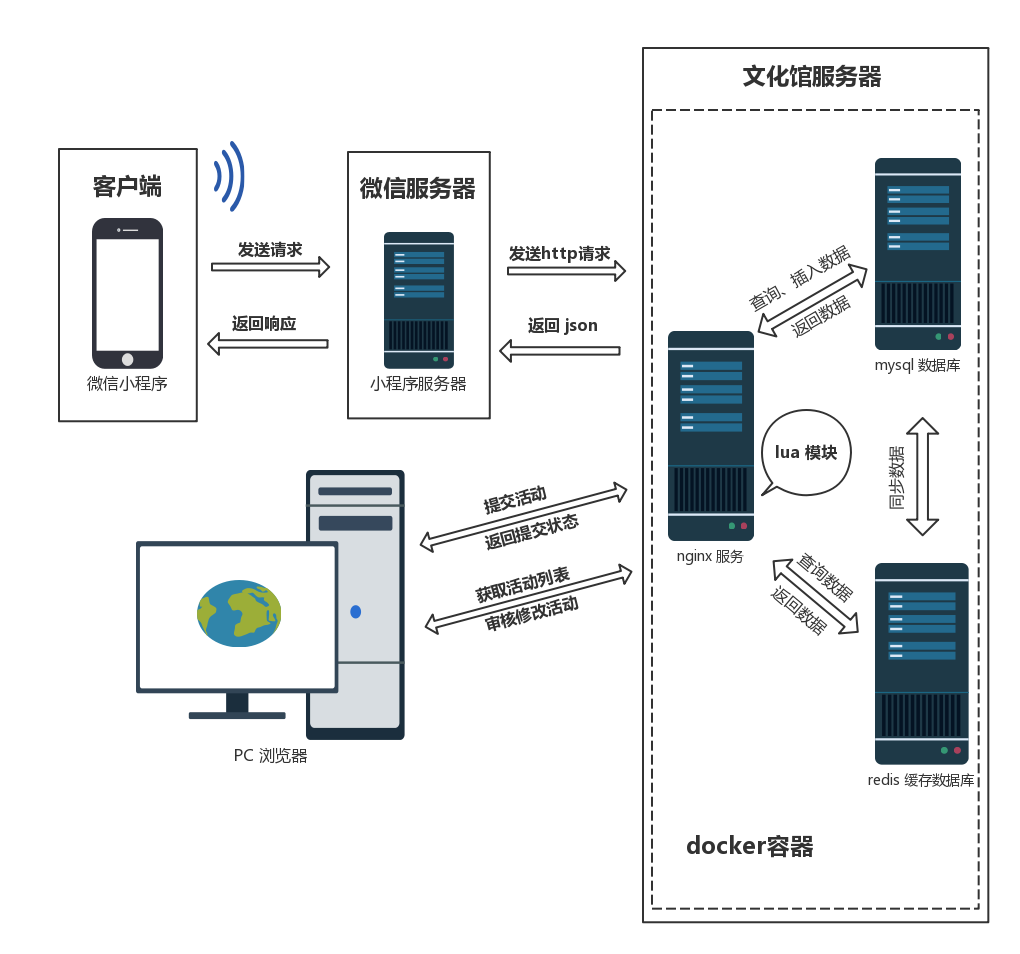 文化馆服务器
客户端
微信服务器
发送请求
返回响应
微信小程序
小程序服务器
发送http请求
返回 json
查询、插入数据
返回数据
mysql 数据库
lua 模块
同步数据
nginx 服务
提交活动
返回提交状态
获取活动列表
审核修改活动
查询数据
返回数据
PC 浏览器
redis 缓存数据库
docker容器